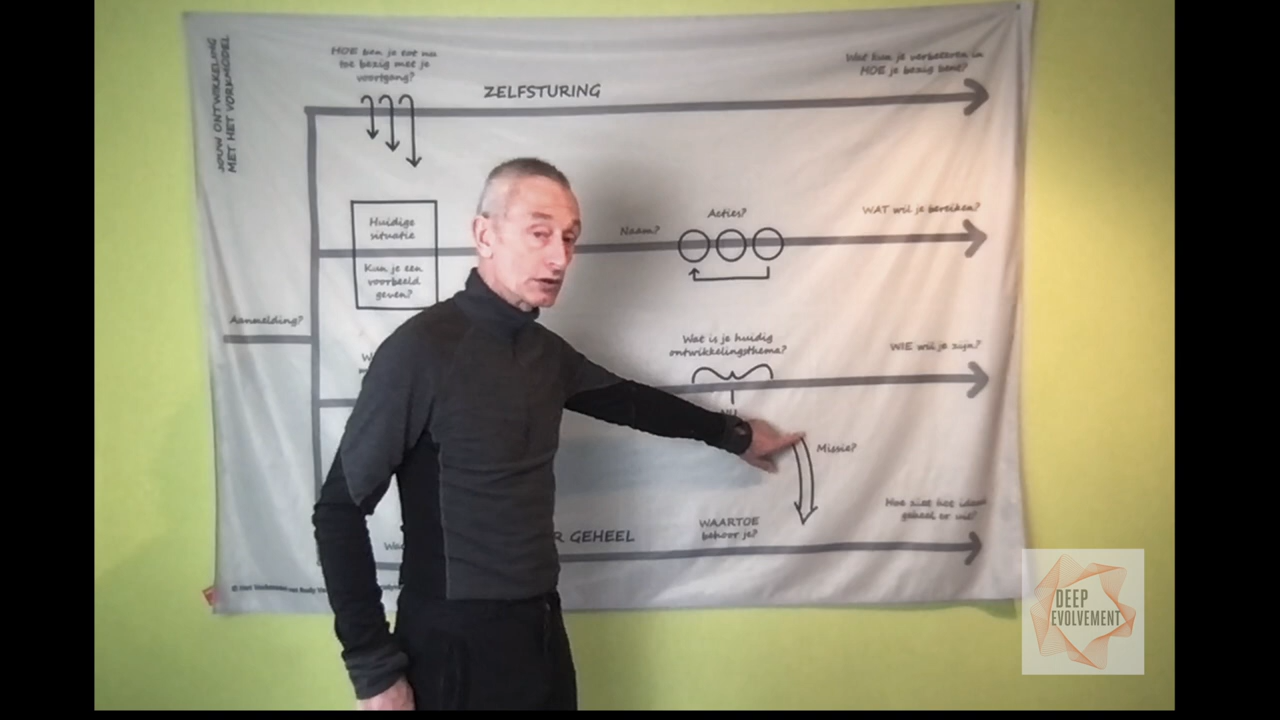 JOUW ONTWIKKELING
MET HET VORKMODEL
HOE ben je tot nu
toe bezig met je
voortgang?
ZELFSTURING
Wat kun je verbeteren in
HOE je bezig bent?
Huidige
situatie
Kun je een
voorbeeld
geven?
Naam?
Acties?
WAT wil je bereiken?
Aanmelding?
Wat is je huidig
ontwikkelingsthema?
WIE wil je zijn?
NU
Missie?
GEHEEL
WAARTOE
behoor je?
Hoe ziet het ideale
geheel er uit?
DEEP
EVOLVEMENT